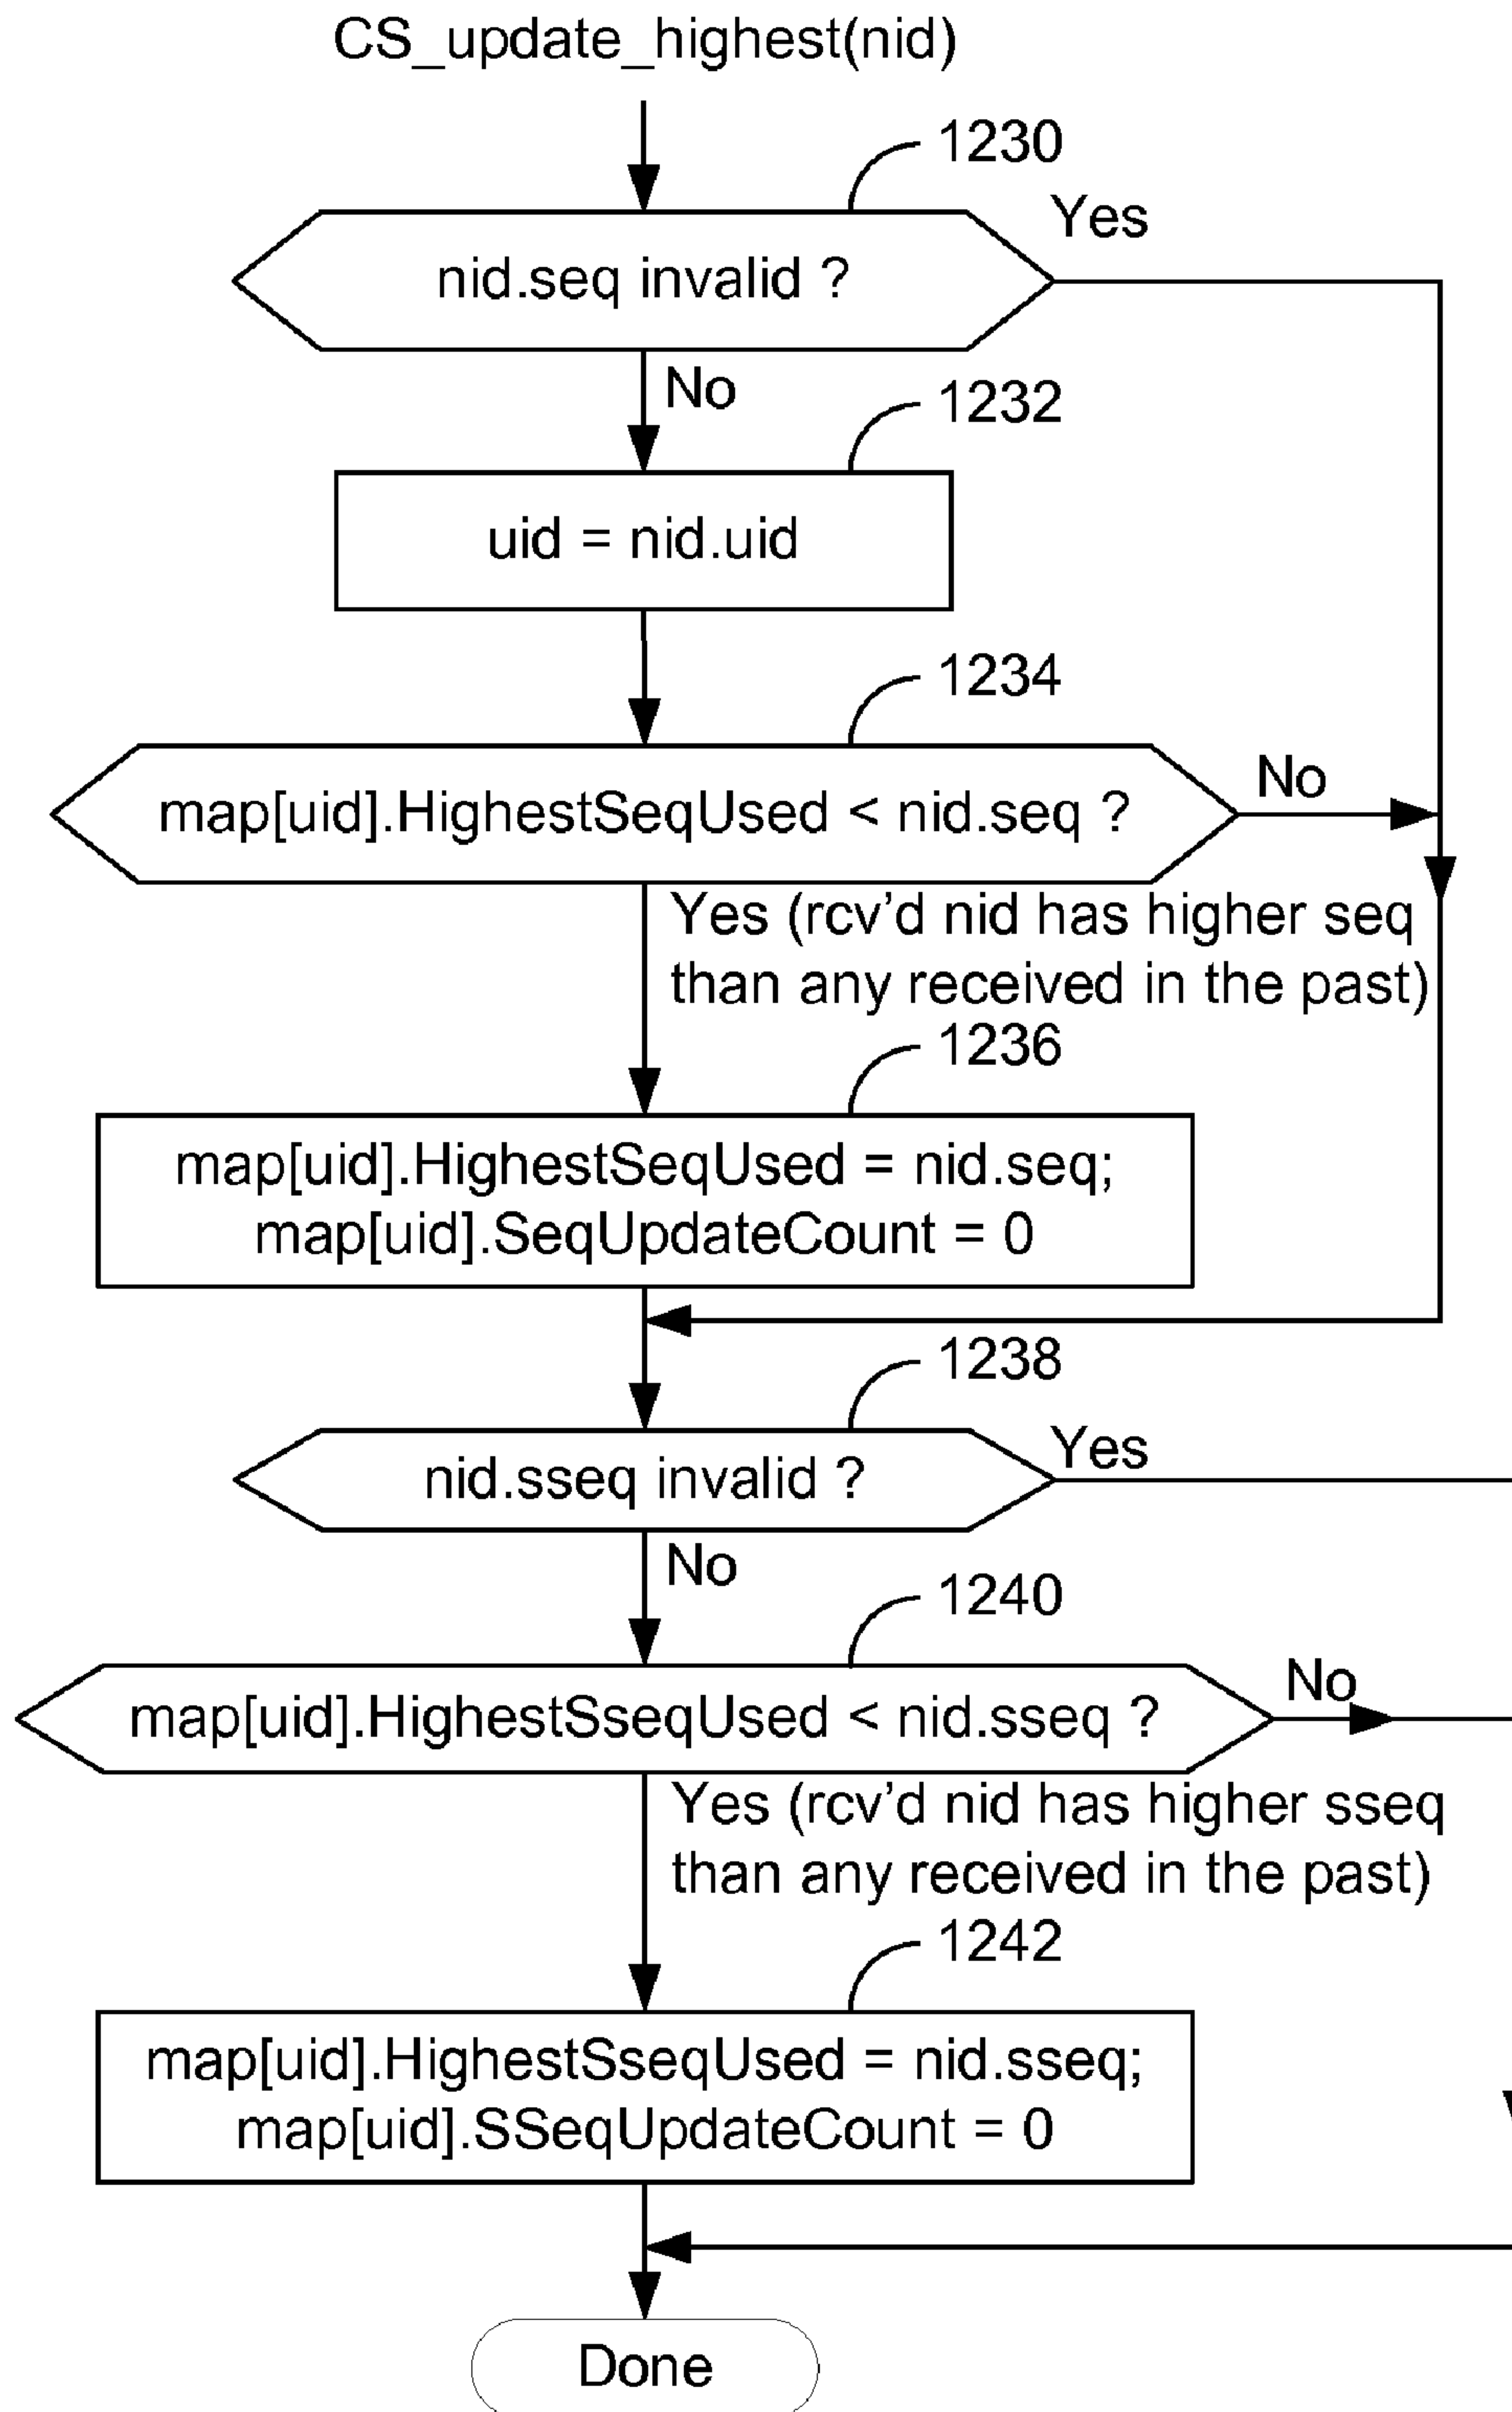 CS_update_highest(nid)
1230
Yes
nid.seq invalid ?
No
1232
uid = nid.uid
1234
No
map[uid].HighestSeqUsed < nid.seq ?
Yes (rcv'd nid has higher seq
than any received in the past)
1236
map[uid].HighestSeqUsed = nid.seq;
map[uid].SeqUpdateCount = 0
1238
Yes
nid.sseq invalid ?
No
1240
No
map[uid].HighestSseqUsed < nid.sseq ?
Yes (rcv'd nid has higher sseq
than any received in the past)
1242
map[uid].HighestSseqUsed = nid.sseq;
map[uid].SSeqUpdateCount = 0
Done